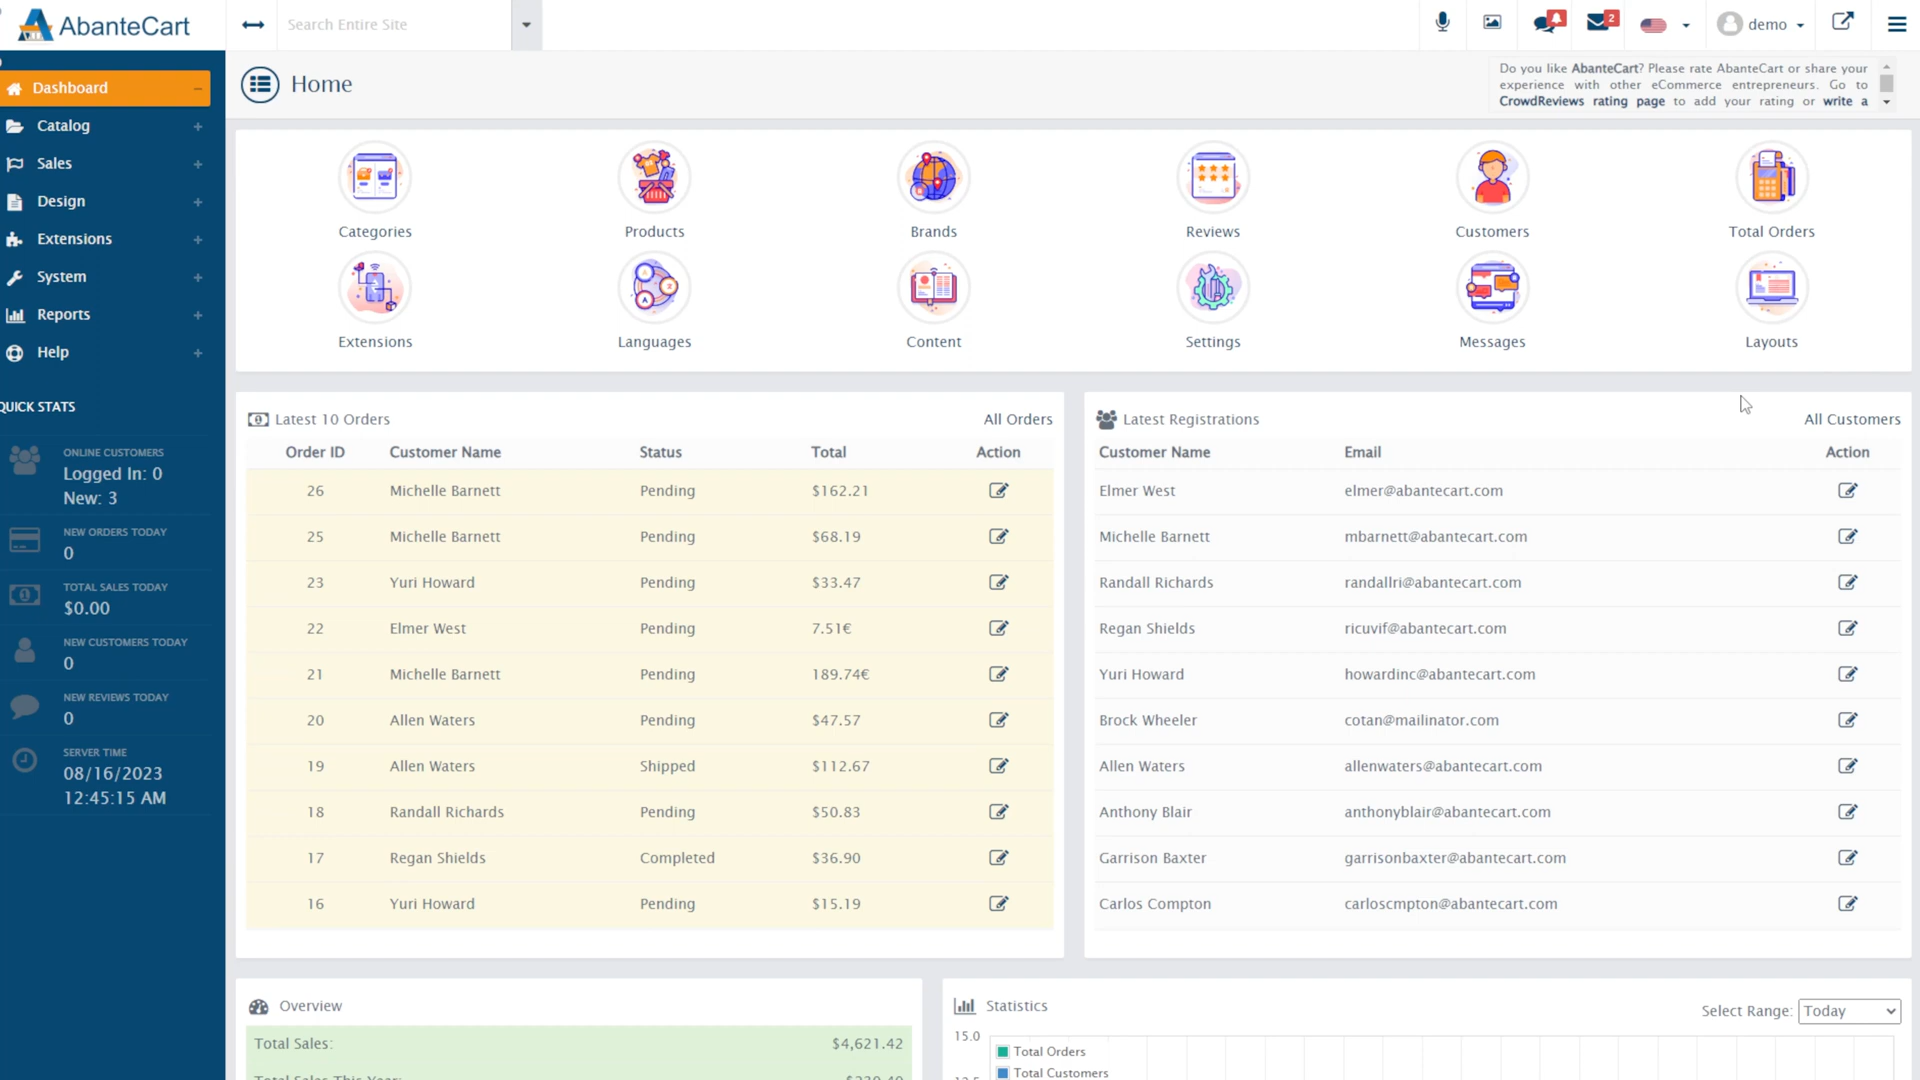 AbanteCart
Search Entire Site
2
demo
Dashboard
Catalog
Sales
Design
Extensions
System
Reports
Help
QUICK STATS
ONLINE CUSTOMERS
Logged In: 0
New: 3
NEW ORDERS TODAY
0
TOTAL SALES TODAY
$0.00
NEW CUSTOMERS TODAY
0
NEW REVIEWS TODAY
0
SERVER TIME
08/16/2023
12:45:15 AM
Home
Do you like AbanteCart? Please rate AbanteCart or share your
experience with other eCommerce entrepreneurs. Go to
CrowdReviews rating page to add your rating or write a
Categories
Products
Brands
Reviews
Customers
Total Orders
Extensions
Languages
Content
Settings
Messages
Layouts
Latest 10 Orders All Orders
Order ID Customer Name Status Total Action
26 Michelle Barnett Pending $162.21
25 Michelle Barnett Pending $68.19
23 Yuri Howard Pending $33.47
22 Elmer West Pending 7.51€
21 Michelle Barnett Pending 189.74€
20 Allen Waters Pending $47.57
19 Allen Waters Shipped $112.67
18 Randall Richards Pending $50.83
17 Regan Shields Completed $36.90
16 Yuri Howard Pending $15.19
Latest Registrations All Customers
Customer Name Email Action
Elmer West elmer@abantecart.com
Michelle Barnett mbarnett@abantecart.com
Randall Richards randallri@abantecart.com
Regan Shields ricuvif@abantecart.com
Yuri Howard howardinc@abantecart.com
Brock Wheeler cotan@mailinator.com
Allen Waters allenwaters@abantecart.com
Anthony Blair anthonyblair@abantecart.com
Garrison Baxter garrisonbaxter@abantecart.com
Carlos Compton carloscmpton@abantecart.com
Overview
Total Sales: $4,621.42
Total Sales This Year:
Statistics
Select Range: Today
15.0
Total Orders
Total Customers